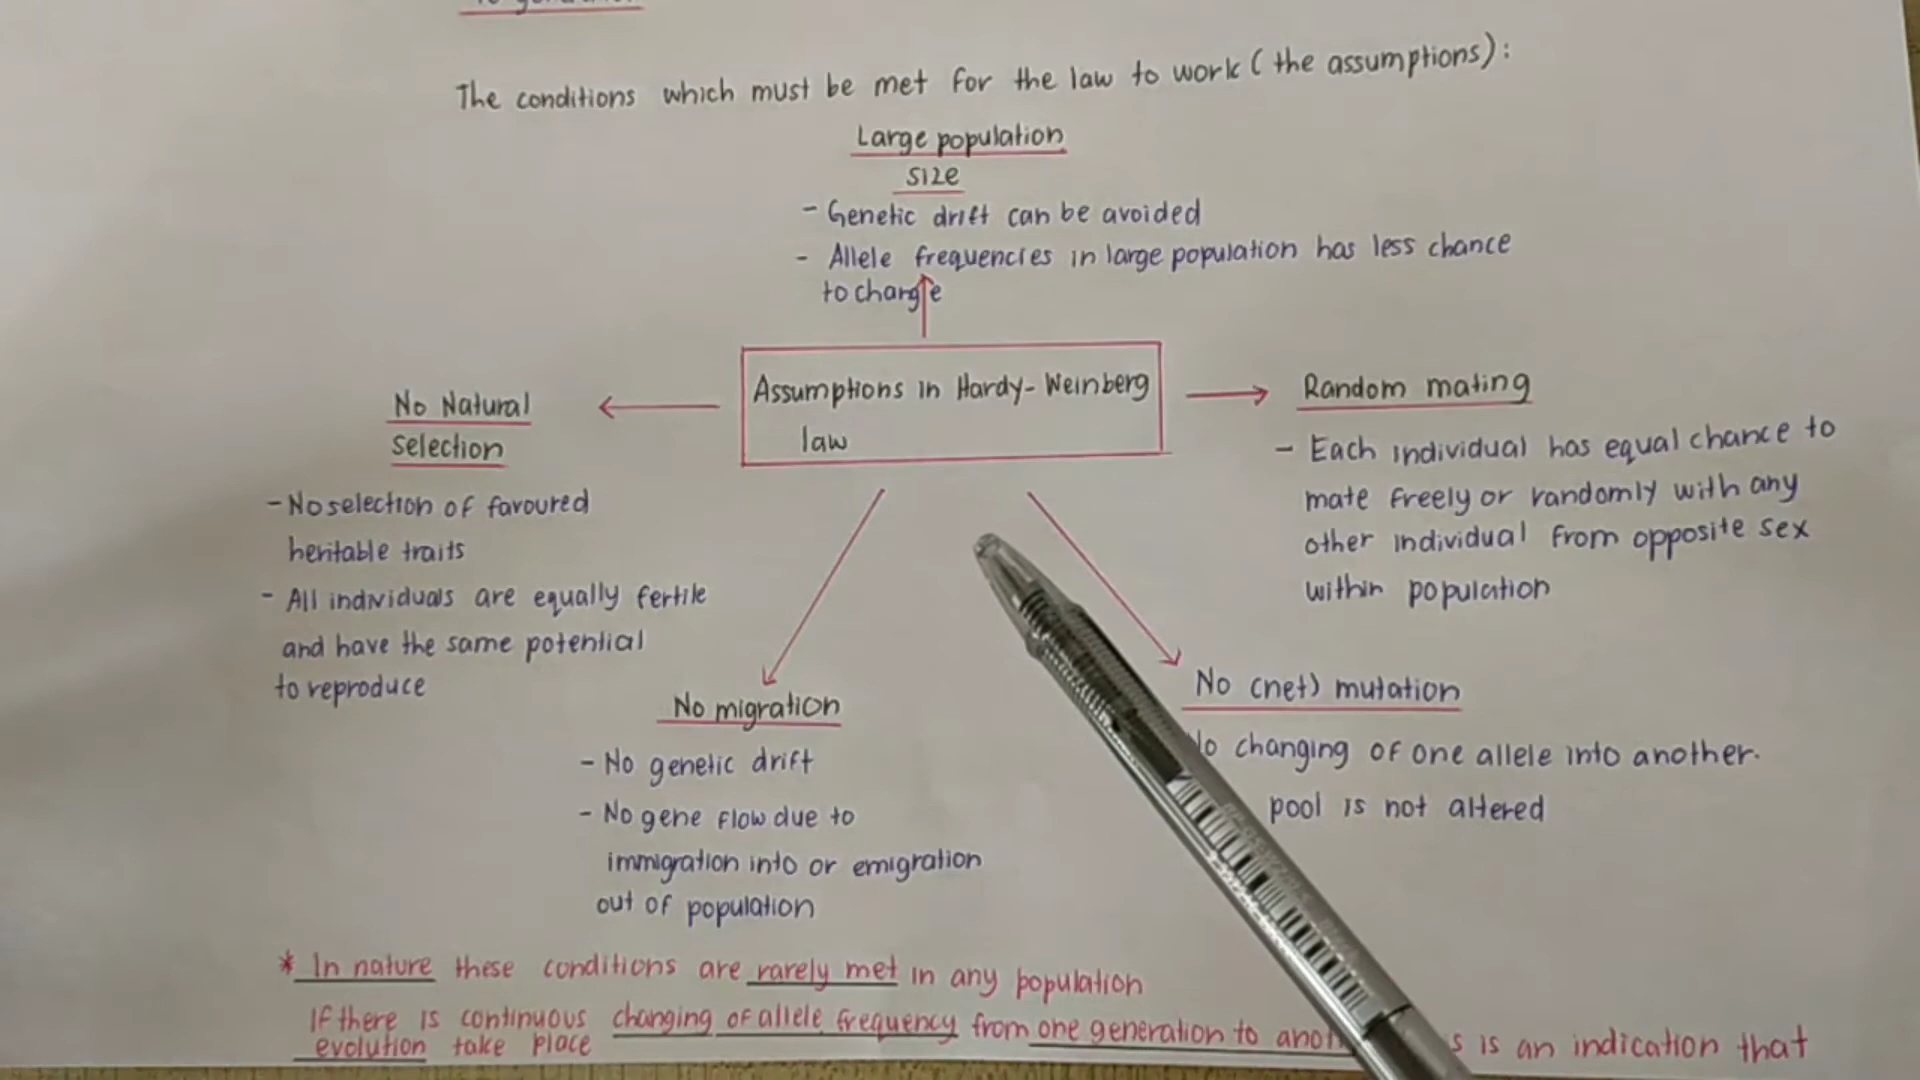 The conditions which must be met for the law to work (the assumptions):
Large population
size
- Genetic drift can be avoided
- Allele frequencies in large population has less chance
to change
Assumptions in Hardy-Weinberg
law
No Natural
selection
- No selection of favoured
heritable traits
- All individuals are equally fertile
and have the same potential
to reproduce
Random mating
- Each individual has equal chance to
mate freely or randomly with any
other individual from opposite sex
within population
No migration
- No genetic drift
- No gene flow due to
immigration into or emigration
out of population
No (net) mutation
No changing of one allele into another.
pool is not altered
* In nature these conditions are rarely met in any population
If there is continuous changing of allele frequency from one generation to is an indication that
evolution take place